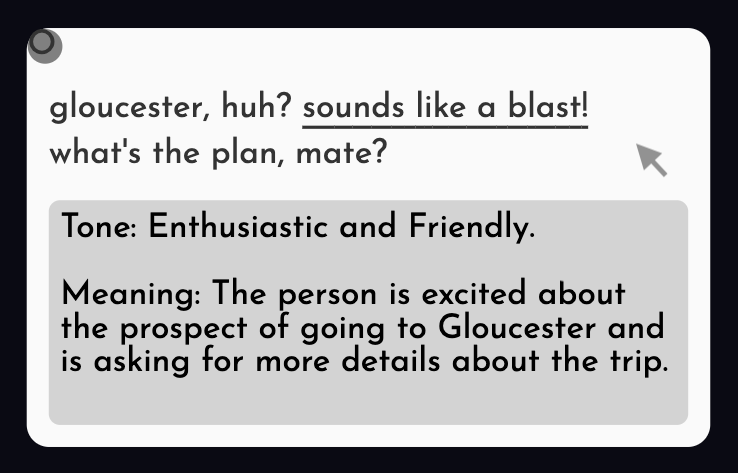 gloucester, huh? sounds like a blast!
what's the plan, mate?
Tone: Enthusiastic and Friendly.
Meaning: The person is excited about
the prospect of going to Gloucester and
is asking for more details about the trip.